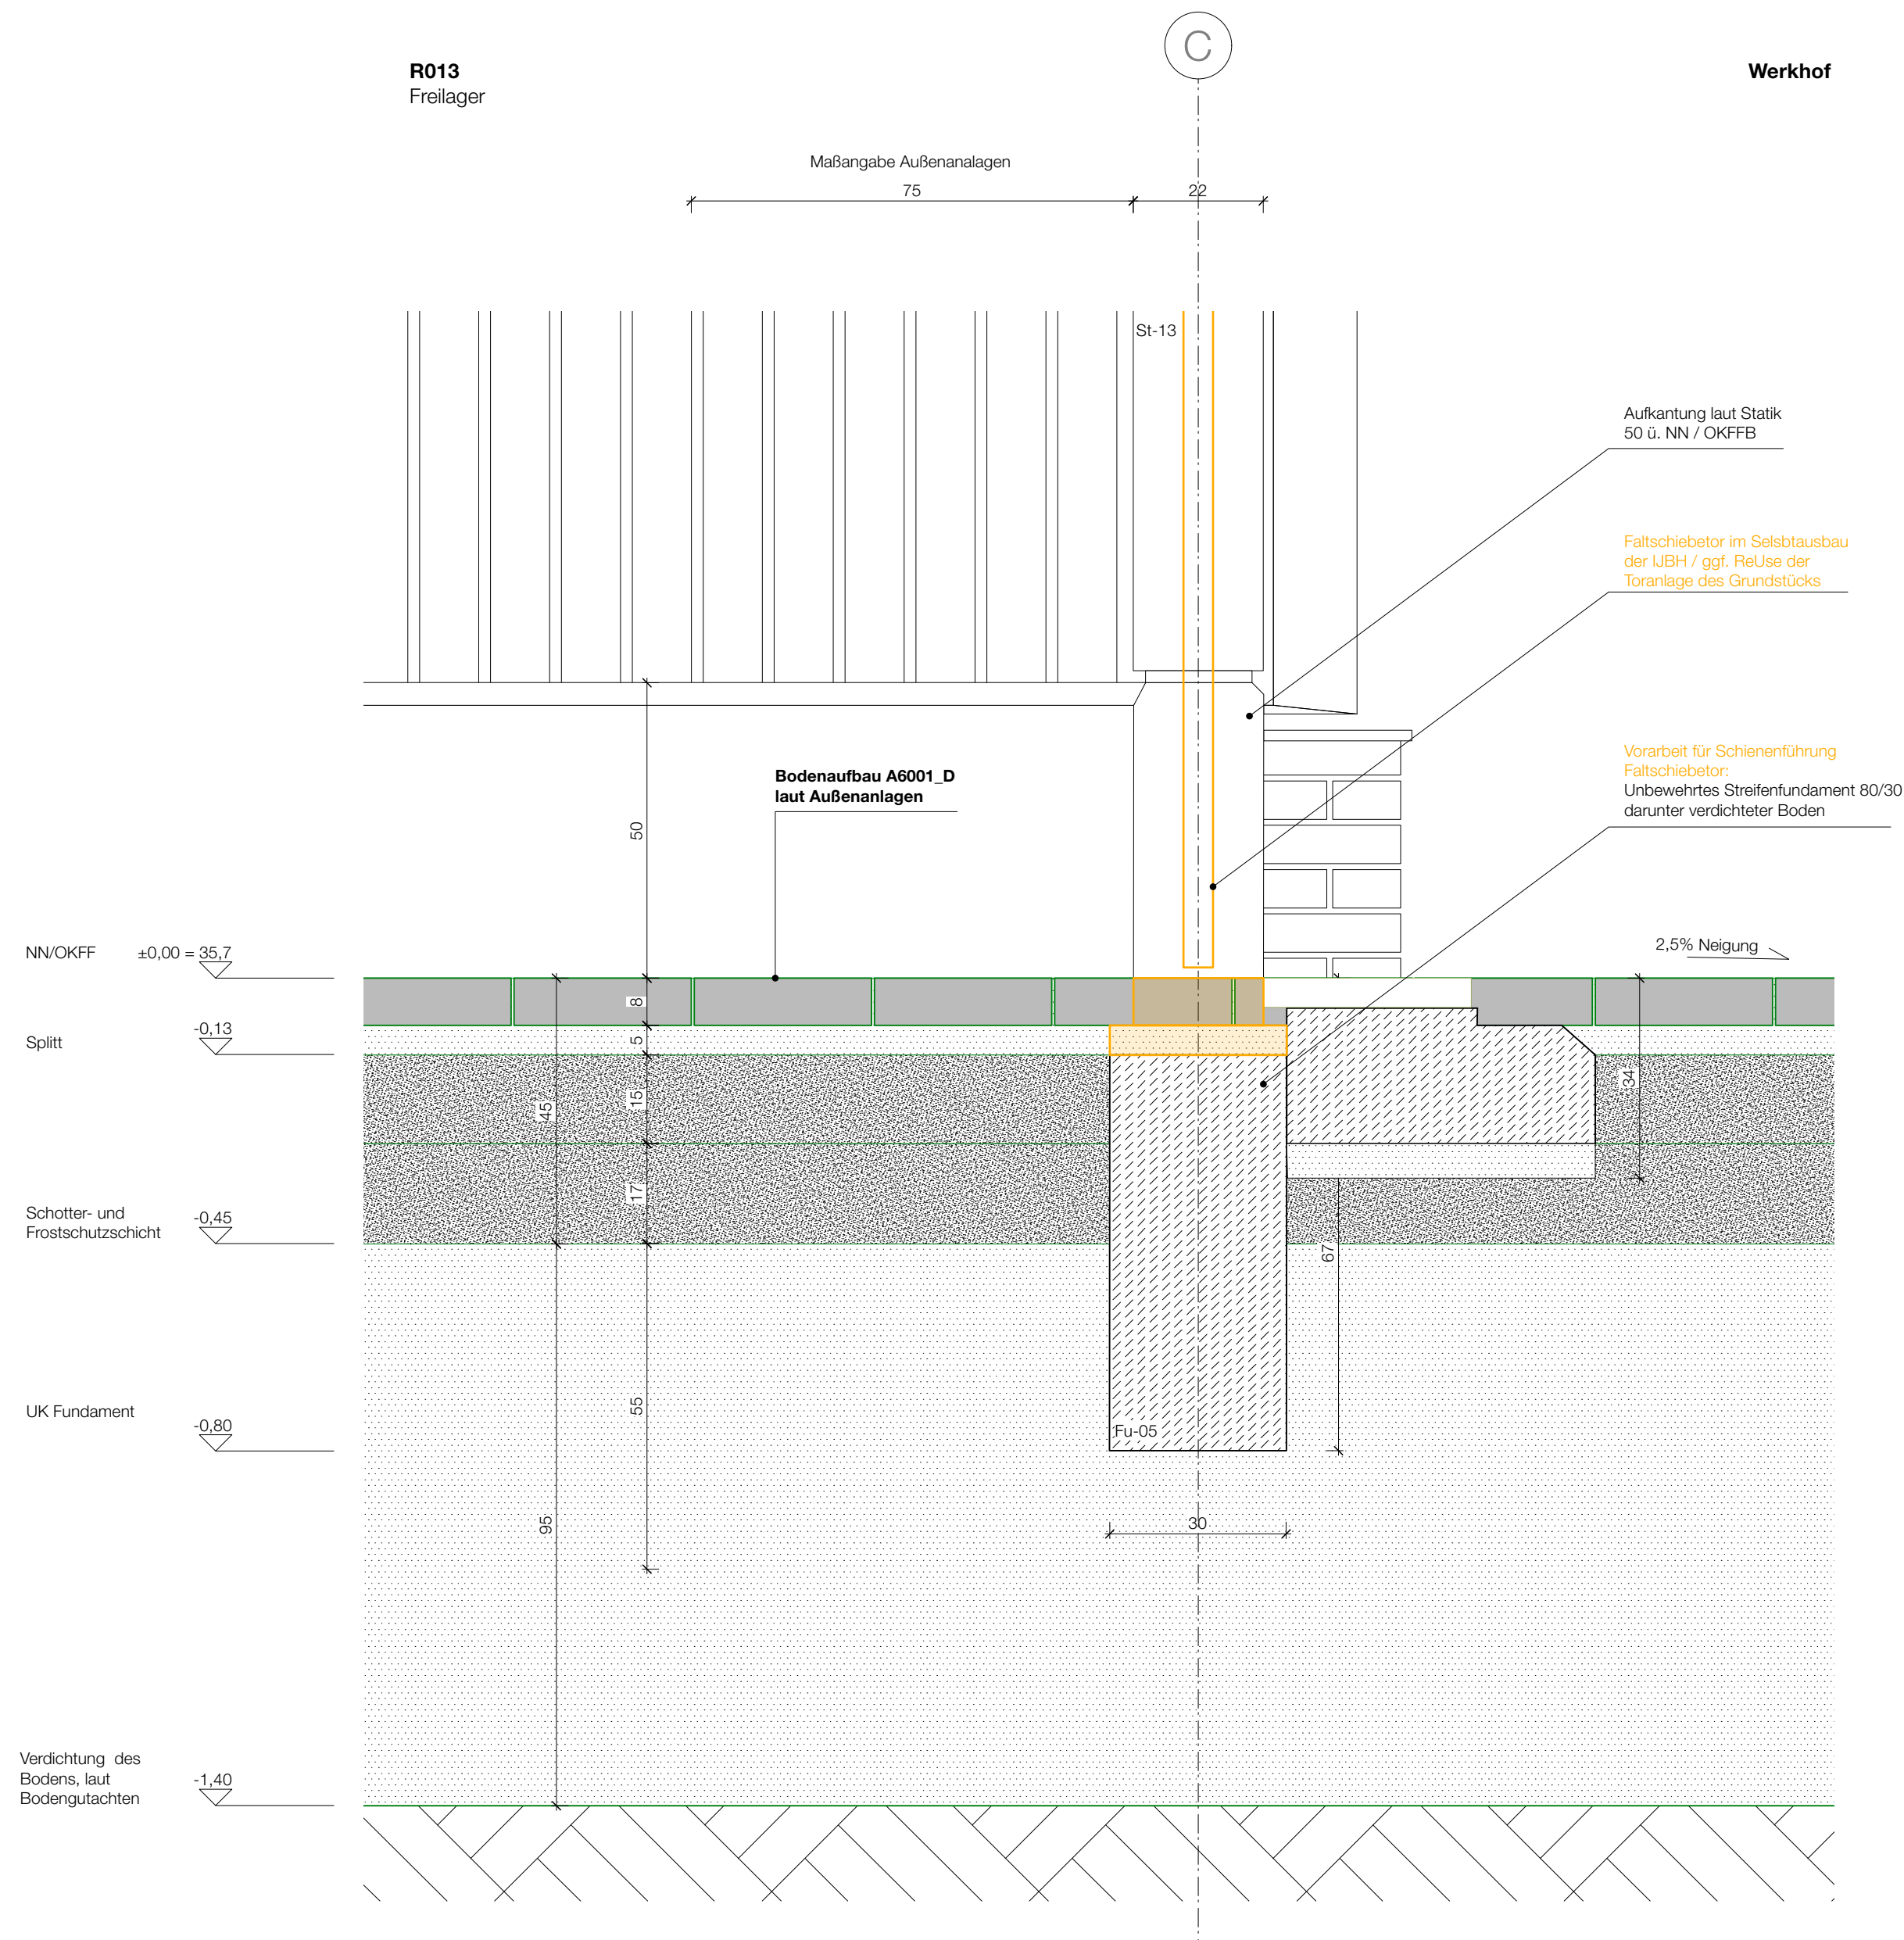 C
R013
Freilager
Werkhof
Maßangabe Außenanalagen
75
22
St-13
Aufkantung laut Statik
50 ü. NN / OKFFB
Faltschiebetor im Selsbtausbau
der IJBH / ggf. ReUse der
Toranlage des Grundstücks
Vorarbeit für Schienenführung
Faltschiebetor:
Unbewehrtes Streifenfundament 80/30
darunter verdichteter Boden
Bodenaufbau A6001_D
laut Außenanlagen
50
2,5% Neigung
NN/OKFF ±0,00 = 35,7
8
Splitt -0,13
5
34
45
15
17
Schotter- und
Frostschutzschicht
-0,45
67
55
UK Fundament
-0,80
Fu-05
95
30
Verdichtung des
Bodens, laut
Bodengutachten
-1,40